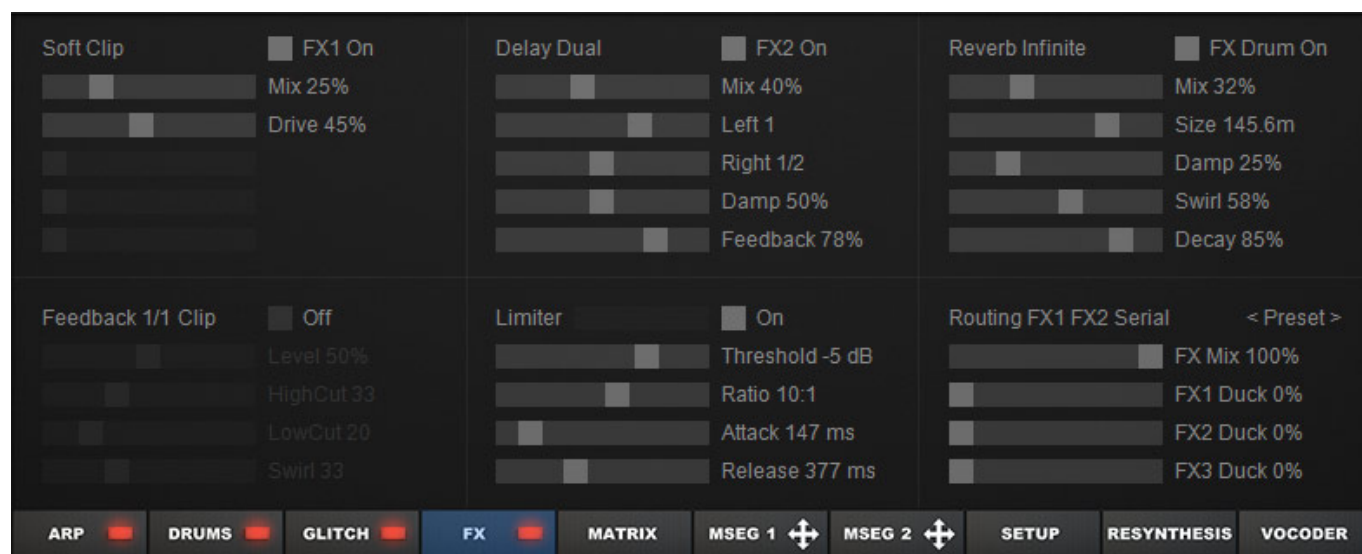 Soft Clip FX1 On
Mix 25%
Drive 45%
Delay Dual FX2 On
Mix 40%
Left 1
Right 1/2
Damp 50%
Feedback 78%
Reverb Infinite FX Drum On
Mix 32%
Size 145.6m
Damp 25%
Swirl 58%
Decay 85%
Feedback 1/1 Clip Off
Level 50%
HighCut 33
LowCut 20
Swirl 33
Limiter On
Threshold -5 dB
Ratio 10:1
Attack 147 ms
Release 377 ms
Routing FX1 FX2 Serial < Preset >
FX Mix 100%
FX1 Duck 0%
FX2 Duck 0%
FX3 Duck 0%
ARP DRUMS GLITCH FX MATRIX MSEG 1 MSEG 2 SETUP RESYNTHESIS VOCODER